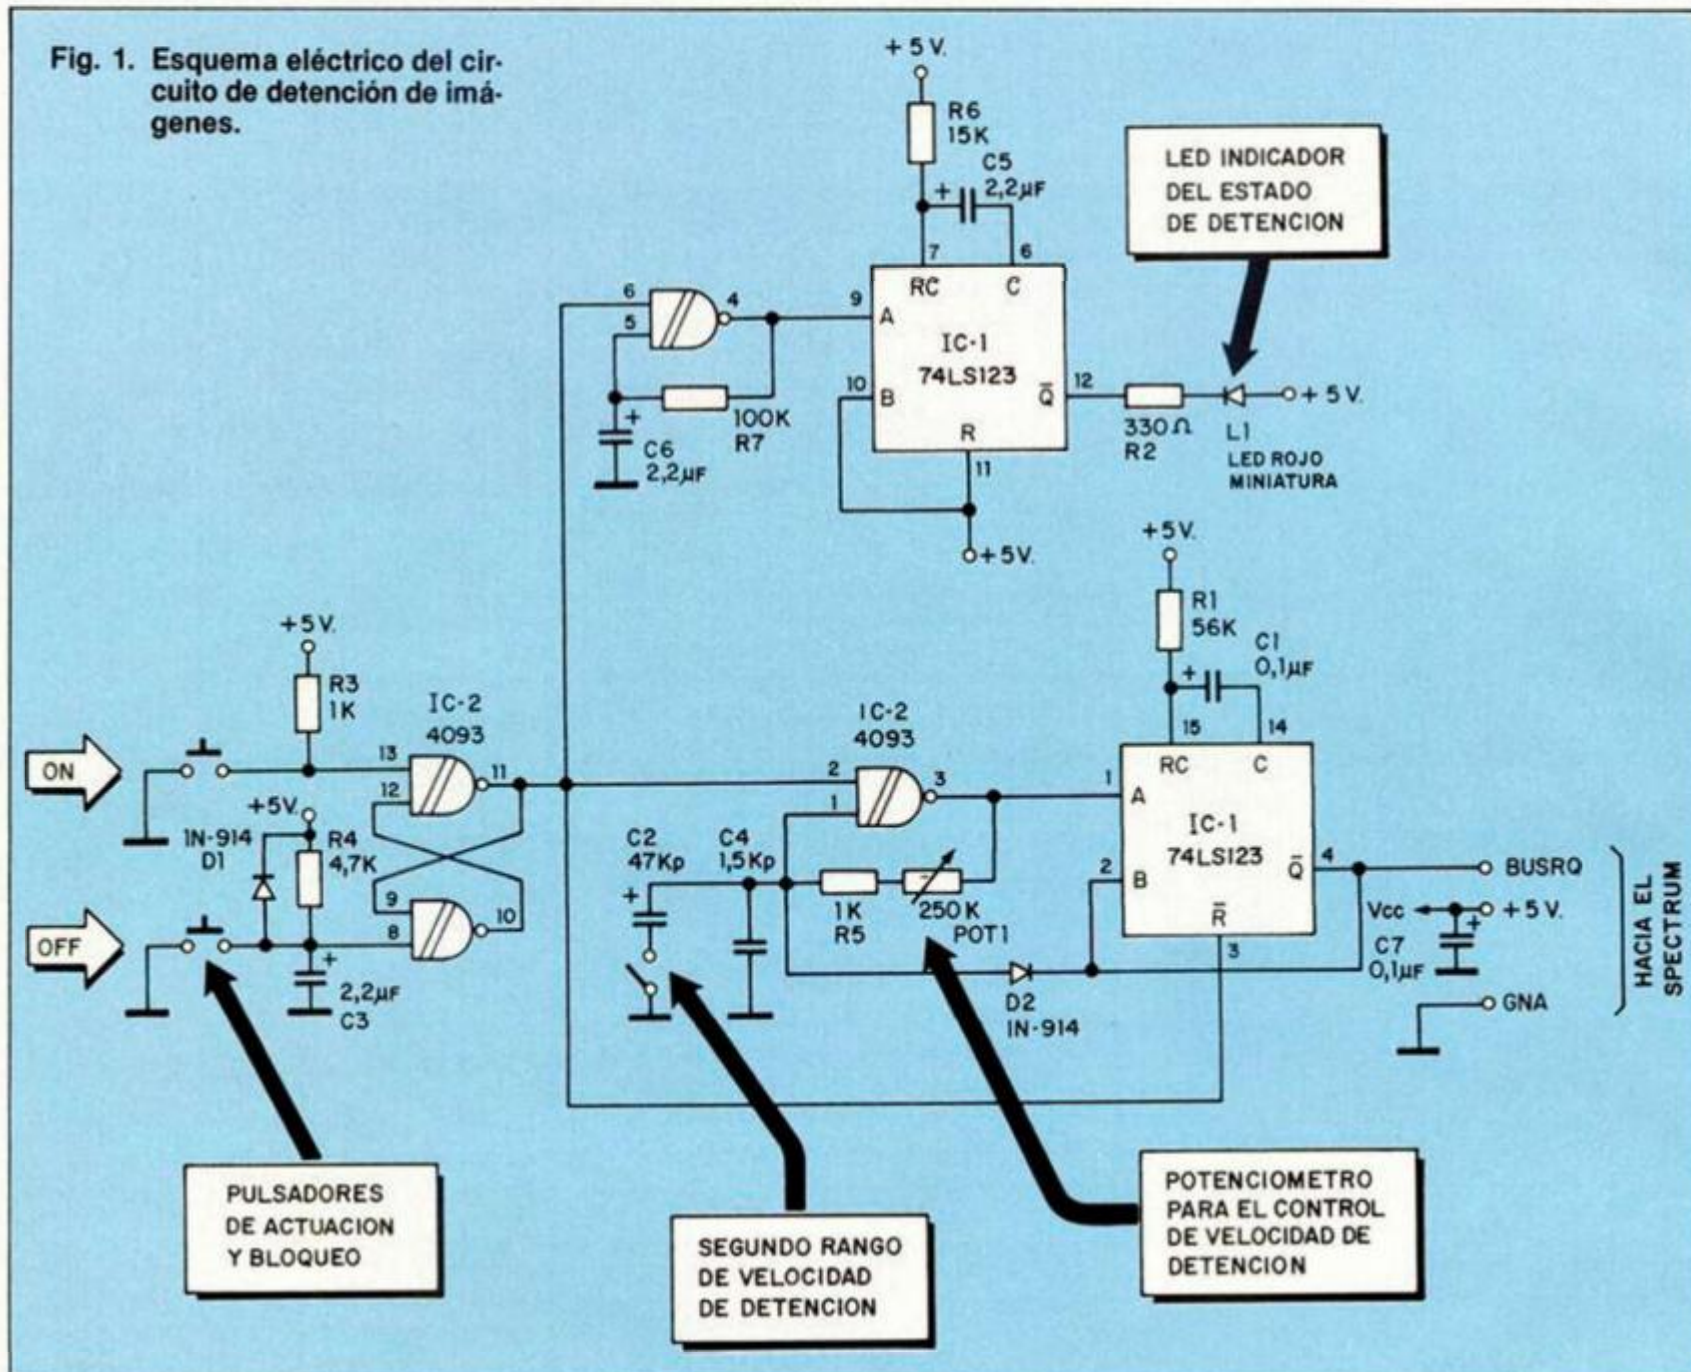 Fig. 1. Esquema eléctrico del cir-
cuito de detención de imá-
genes.
+ 5 V.
R6
15K
C5
+ 2,2µF
7
6
RC
C
6
5
4
9
A
IC-1
74LS123
10
B
Q̅
12
R
11
+
C6
2,2µF
100K
R7
330Ω
R2
L1
LED ROJO
MINIATURA
+ 5 V.
+5V.
LED INDICADOR
DEL ESTADO
DE DETENCION
+5V.
R1
56K
C1
0,1µF
+
15
14
RC
C
1
A
IC-1
74LS123
2
B
Q̅
4
R̅
3
+5V.
R3
1K
IC-2
4093
ON
13
12
11
+5V.
1N-914
D1
R4
4,7K
OFF
9
8
10
+
2,2µF
C3
IC-2
4093
2
1
3
C2
47Kp
+
C4
1,5Kp
1K
R5
250K
POT1
D2
1N-914
BUSRQ
Vcc
+ 5 V.
C7
0,1µF
+
GNA
HACIA EL
SPECTRUM
PULSADORES
DE ACTUACION
Y BLOQUEO
SEGUNDO RANGO
DE VELOCIDAD
DE DETENCION
POTENCIOMETRO
PARA EL CONTROL
DE VELOCIDAD DE
DETENCION